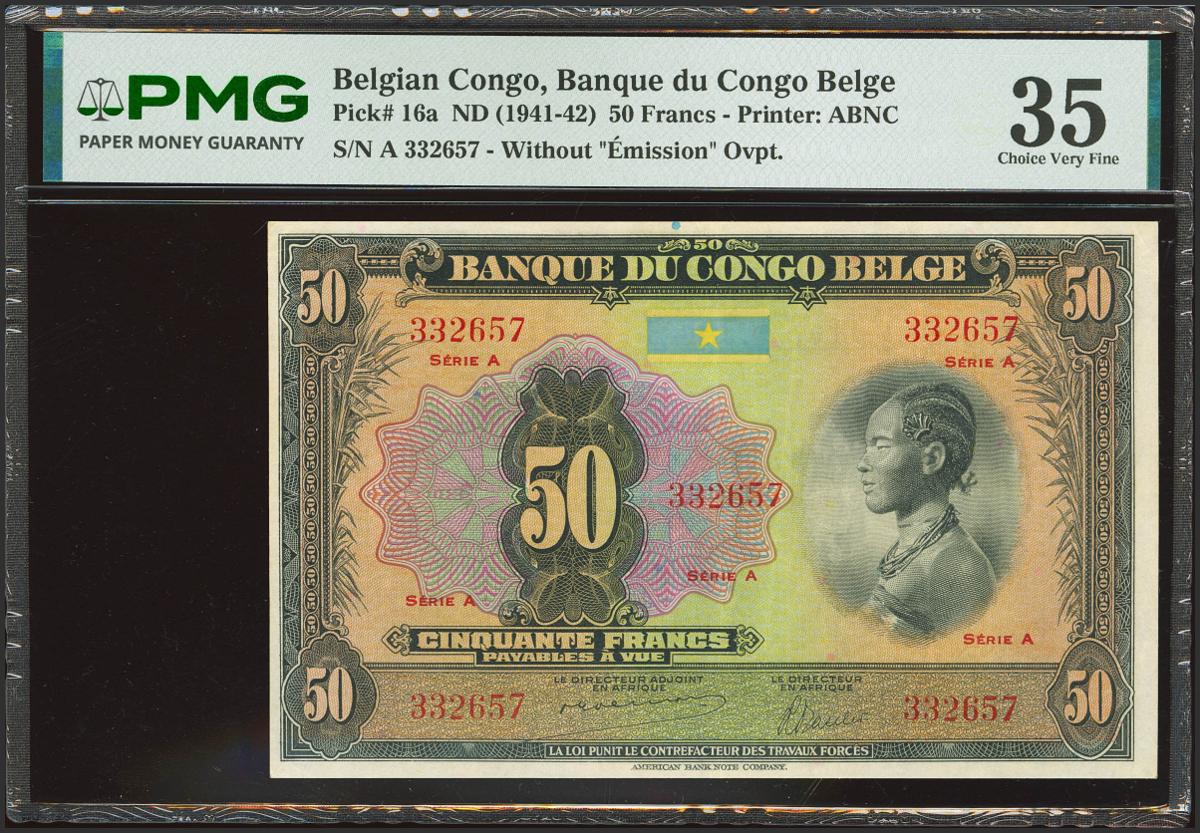 PMG
PAPER MONEY GUARANTY
Belgian Congo, Banque du Congo Belge
Pick# 16a ND (1941-42) 50 Francs - Printer: ABNC
S/N A 332657 - Without "Émission" Ovpt.
35
Choice Very Fine
50
50 BANQUE DU CONGO BELGE 50
332657 332657
SÉRIE A SÉRIE A
50
332657
SÉRIE A
SÉRIE A
SÉRIE A
CINQUANTE FRANCS
PAYABLES À VUE
50 50
LE DIRECTEUR ADJOINT LE DIRECTEUR
EN AFRIQUE EN AFRIQUE
332657 332657
LA LOI PUNIT LE CONTREFACTEUR DES TRAVAUX FORCÉS
AMERICAN BANK NOTE COMPANY.